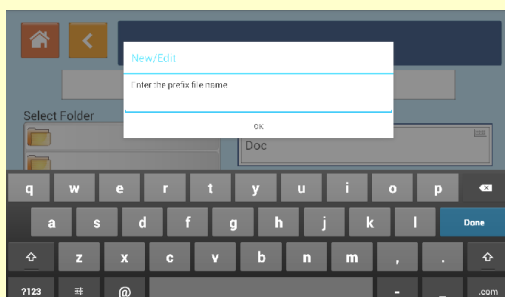 New/Edit
Enter the prefix file name
OK
Select Folder
Doc
q w e r t y u i o p
a s d f g h j k l Done
z x c v b n m , .
?123 @ - _ .com